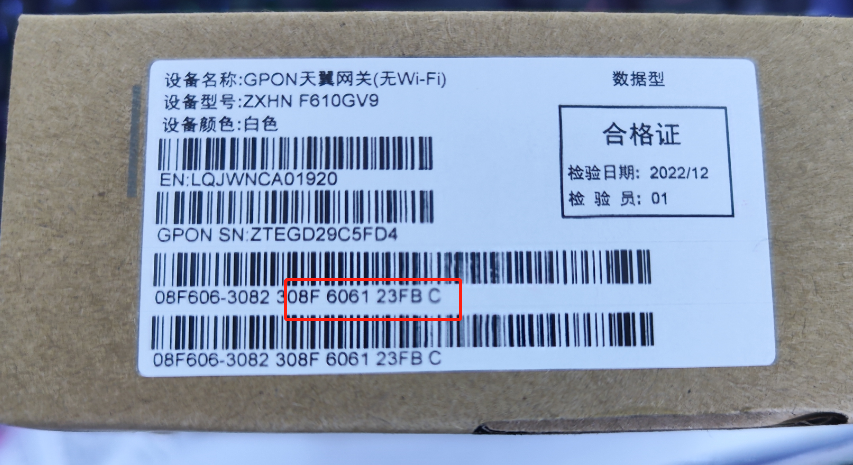 设备名称:GPON天翼网关(无Wi-Fi)
设备型号:ZXHN F610GV9
设备颜色:白色
EN:LQJWNCA01920
GPON SN:ZTEGD29C5FD4
08F606-3082 308F 6061 23FB C
08F606-3082 308F 6061 23FB C
数据型
合格证
检验日期: 2022/12
检 验 员: 01